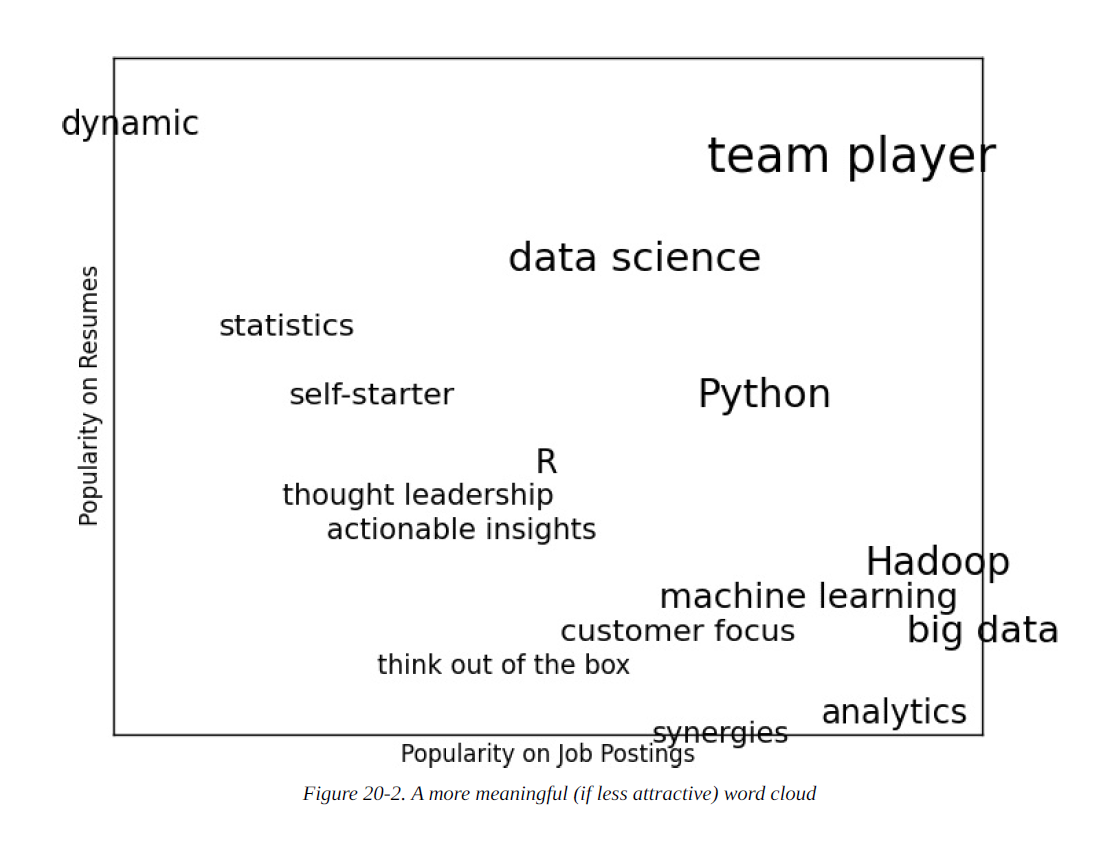 dynamic
team player
data science
statistics
self-starter
Python
R
thought leadership
actionable insights
Hadoop
machine learning
customer focus
big data
think out of the box
analytics
synergies
Popularity on Resumes
Popularity on Job Postings
Figure 20-2. A more meaningful (if less attractive) word cloud